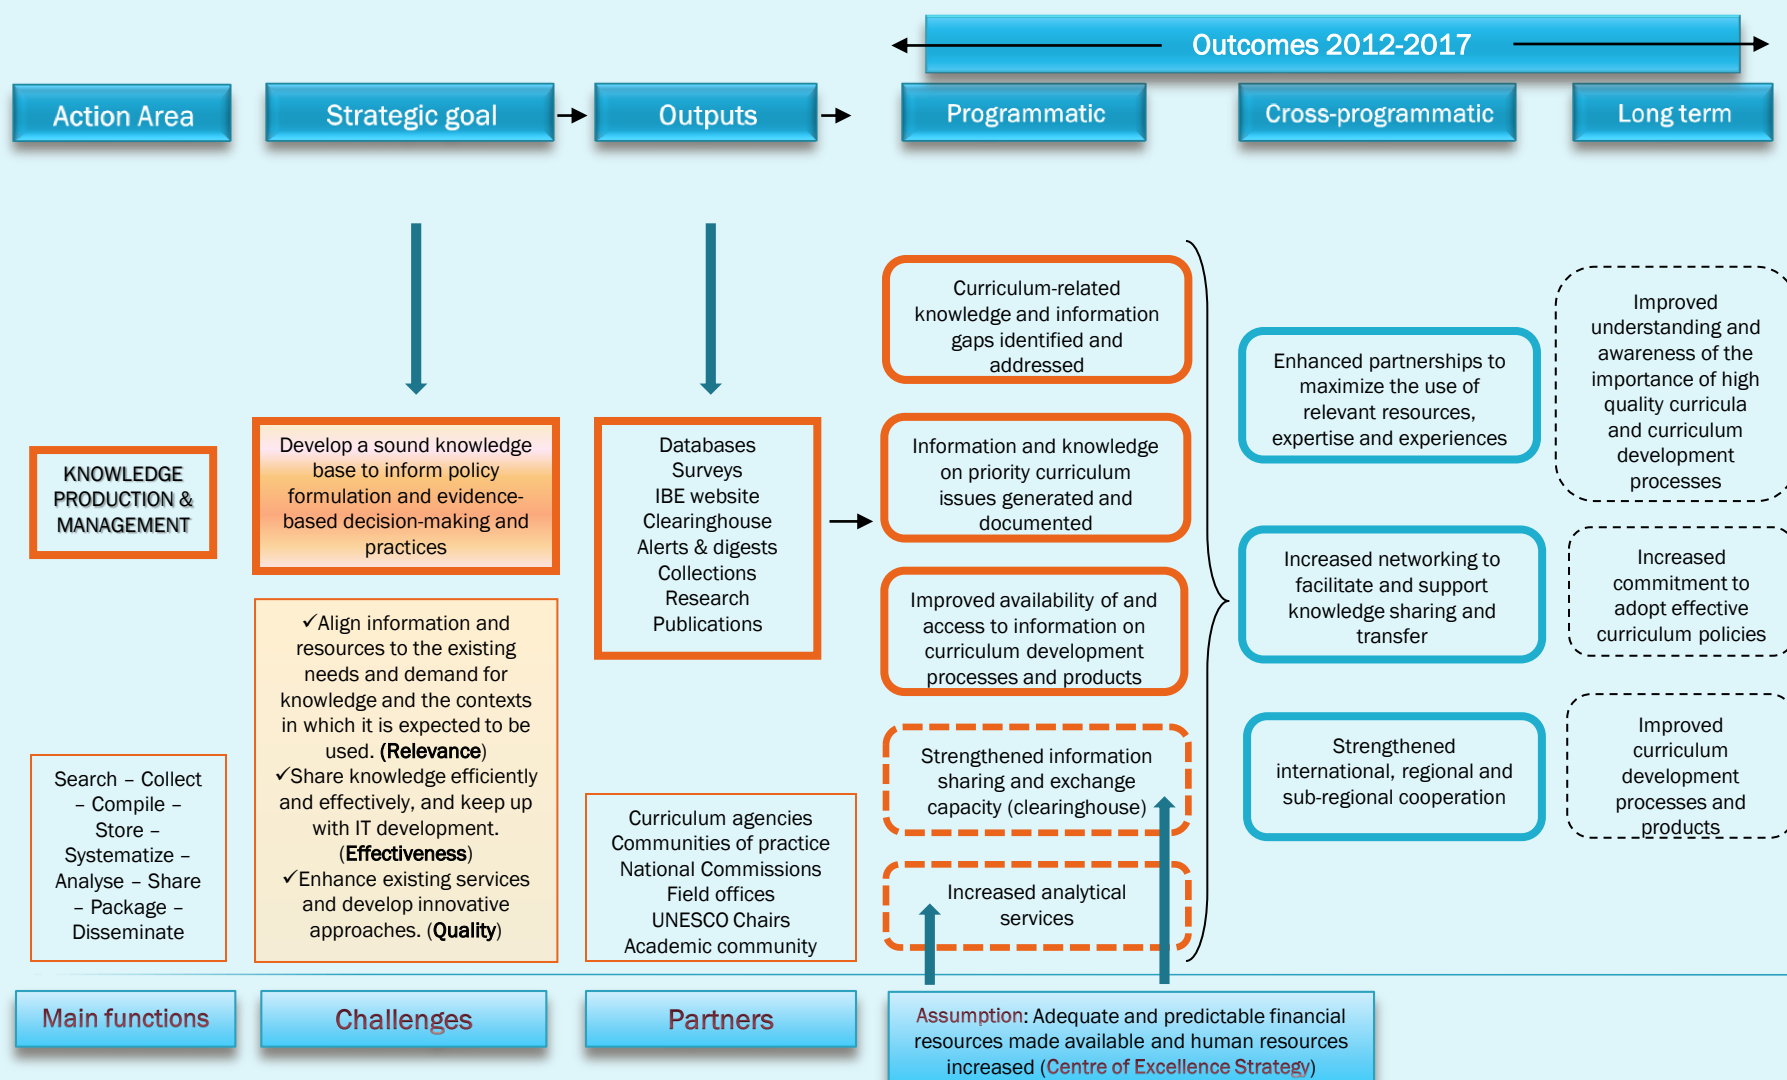 Outcomes 2012-2017
Action Area
Strategic goal
Outputs
Programmatic
Cross-programmatic
Long term
KNOWLEDGE
PRODUCTION &
MANAGEMENT
Develop a sound knowledge
base to inform policy
formulation and evidence-
based decision-making and
practices
Databases
Surveys
IBE website
Clearinghouse
Alerts & digests
Collections
Research
Publications
Curriculum-related
knowledge and information
gaps identified and
addressed
Information and knowledge
on priority curriculum
issues generated and
documented
Improved availability of and
access to information on
curriculum development
processes and products
Strengthened information
sharing and exchange
capacity (clearinghouse)
Increased analytical
services
Enhanced partnerships to
maximize the use of
relevant resources,
expertise and experiences
Increased networking to
facilitate and support
knowledge sharing and
transfer
Strengthened
international, regional and
sub-regional cooperation
Improved
understanding and
awareness of the
importance of high
quality curricula
and curriculum
development
processes
Increased
commitment to
adopt effective
curriculum policies
Improved
curriculum
development
processes and
products
Search – Collect
– Compile –
Store –
Systematize –
Analyse – Share
– Package –
Disseminate
✓Align information and
resources to the existing
needs and demand for
knowledge and the contexts
in which it is expected to be
used. (Relevance)
✓Share knowledge efficiently
and effectively, and keep up
with IT development.
(Effectiveness)
✓Enhance existing services
and develop innovative
approaches. (Quality)
Curriculum agencies
Communities of practice
National Commissions
Field offices
UNESCO Chairs
Academic community
Main functions
Challenges
Partners
Assumption: Adequate and predictable financial
resources made available and human resources
increased (Centre of Excellence Strategy)